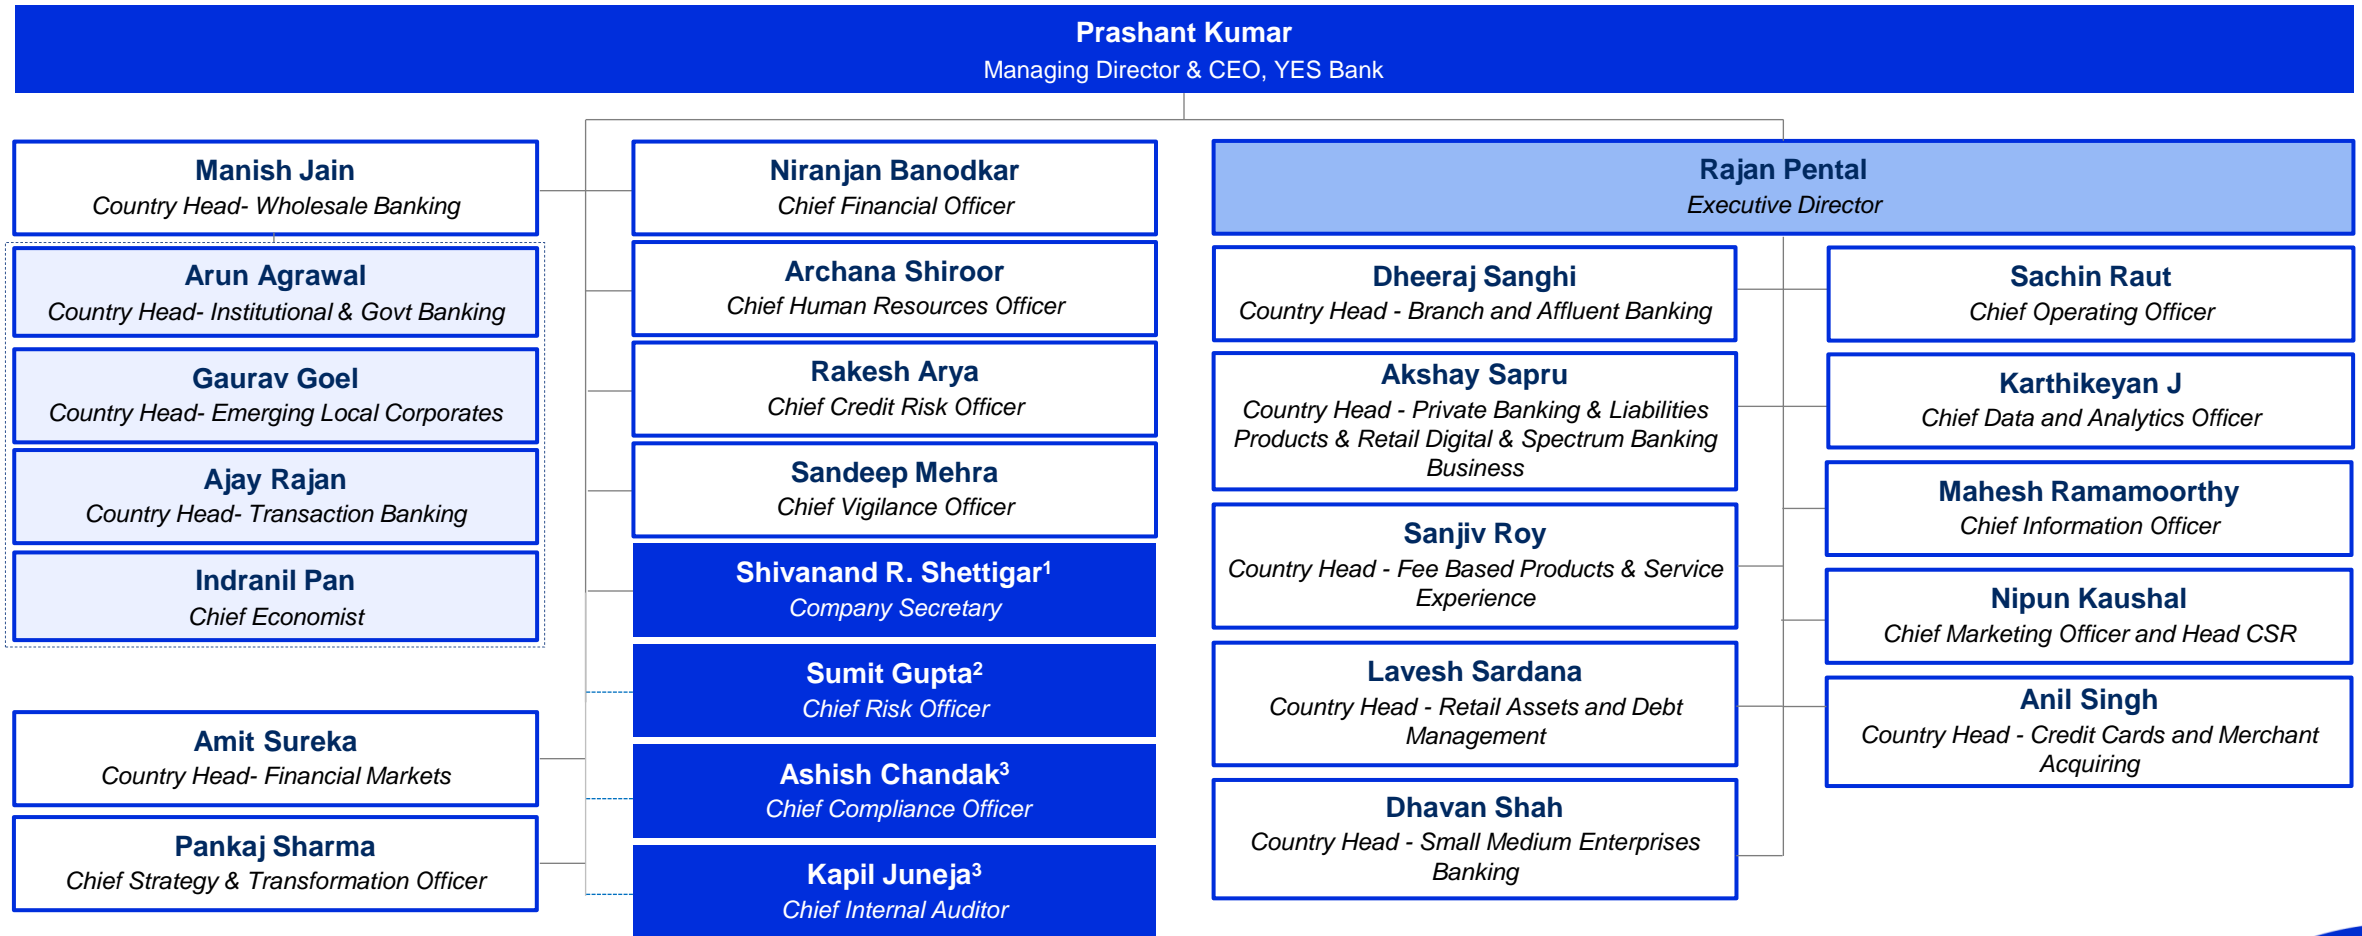 Prashant Kumar
Managing Director & CEO, YES Bank
Manish Jain
Country Head- Wholesale Banking
Arun Agrawal
Country Head- Institutional & Govt Banking
Gaurav Goel
Country Head- Emerging Local Corporates
Ajay Rajan
Country Head- Transaction Banking
Indranil Pan
Chief Economist
Amit Sureka
Country Head- Financial Markets
Pankaj Sharma
Chief Strategy & Transformation Officer
Niranjan Banodkar
Chief Financial Officer
Archana Shiroor
Chief Human Resources Officer
Rakesh Arya
Chief Credit Risk Officer
Sandeep Mehra
Chief Vigilance Officer
Shivanand R. Shettigar¹
Company Secretary
Sumit Gupta²
Chief Risk Officer
Ashish Chandak³
Chief Compliance Officer
Kapil Juneja³
Chief Internal Auditor
Rajan Pental
Executive Director
Dheeraj Sanghi
Country Head - Branch and Affluent Banking
Akshay Sapru
Country Head - Private Banking & Liabilities
Products & Retail Digital & Spectrum Banking
Business
Sanjiv Roy
Country Head - Fee Based Products & Service
Experience
Lavesh Sardana
Country Head - Retail Assets and Debt
Management
Dhavan Shah
Country Head - Small Medium Enterprises
Banking
Sachin Raut
Chief Operating Officer
Karthikeyan J
Chief Data and Analytics Officer
Mahesh Ramamoorthy
Chief Information Officer
Nipun Kaushal
Chief Marketing Officer and Head CSR
Anil Singh
Country Head - Credit Cards and Merchant
Acquiring